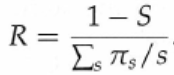 R = \frac{1 - S}{\sum_s \pi_s / s}.